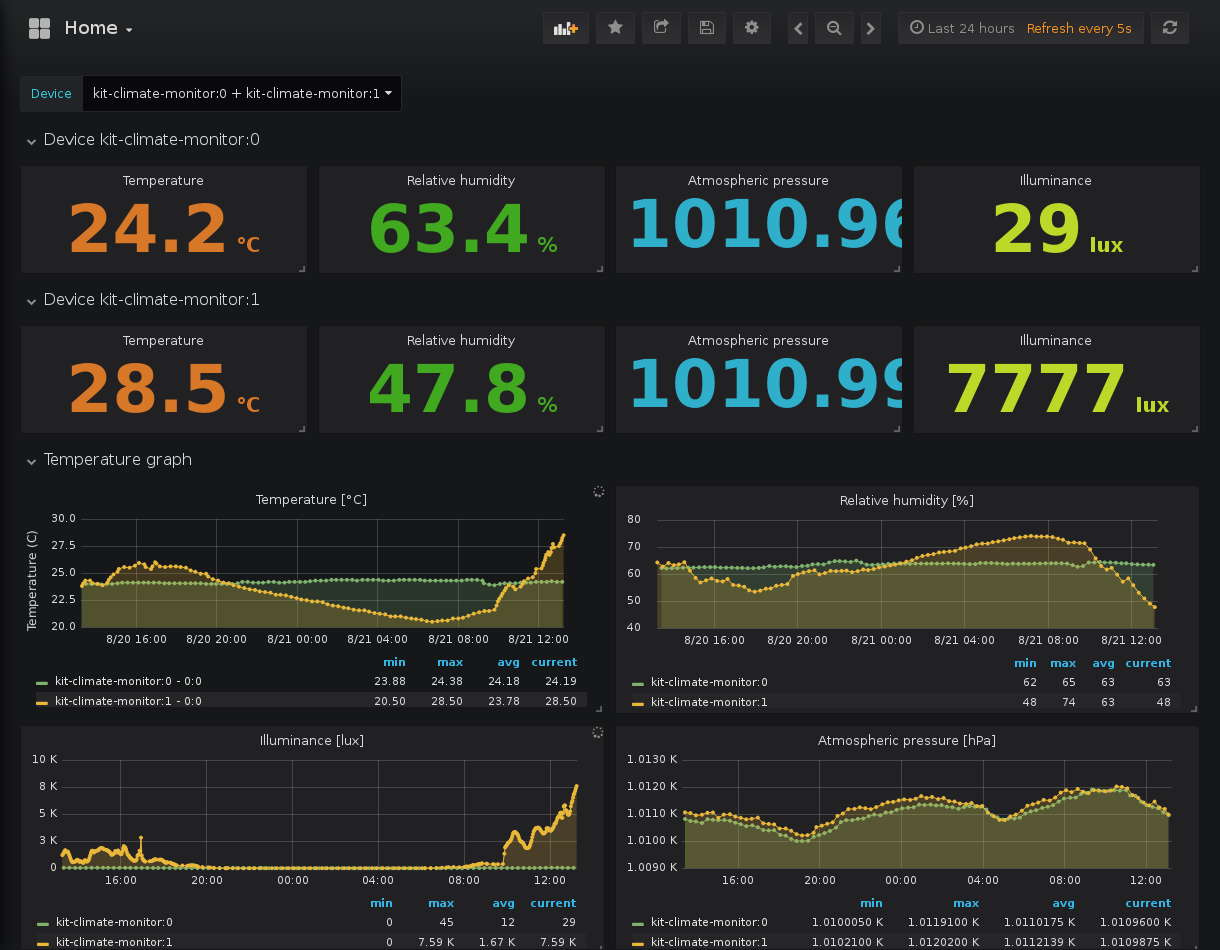 Home
Last 24 hours Refresh every 5s
Device kit-climate-monitor:0 + kit-climate-monitor:1
Device kit-climate-monitor:0
Temperature Relative humidity Atmospheric pressure Illuminance
24.2 °C 63.4 % 1010.96 29 lux
Device kit-climate-monitor:1
Temperature Relative humidity Atmospheric pressure Illuminance
28.5 °C 47.8 % 1010.99 7777 lux
Temperature graph
Temperature [°C]
Temperature (C)
30.0
27.5
25.0
22.5
20.0
8/20 16:00 8/20 20:00 8/21 00:00 8/21 04:00 8/21 08:00 8/21 12:00
min max avg current
kit-climate-monitor:0 - 0:0 23.88 24.38 24.18 24.19
kit-climate-monitor:1 - 0:0 20.50 28.50 23.78 28.50
Relative humidity [%]
80
70
60
50
40
8/20 16:00 8/20 20:00 8/21 00:00 8/21 04:00 8/21 08:00 8/21 12:00
min max avg current
kit-climate-monitor:0 62 65 63 63
kit-climate-monitor:1 48 74 63 48
Illuminance [lux]
10 K
8 K
5 K
3 K
0
16:00 20:00 00:00 04:00 08:00 12:00
min max avg current
kit-climate-monitor:0 0 45 12 29
kit-climate-monitor:1 0 7.59 K 1.67 K 7.59 K
Atmospheric pressure [hPa]
1.0130 K
1.0120 K
1.0110 K
1.0100 K
1.0090 K
16:00 20:00 00:00 04:00 08:00 12:00
min max avg current
kit-climate-monitor:0 1.0100050 K 1.0119100 K 1.0110175 K 1.0109600 K
kit-climate-monitor:1 1.0102100 K 1.0120200 K 1.0112139 K 1.0109875 K